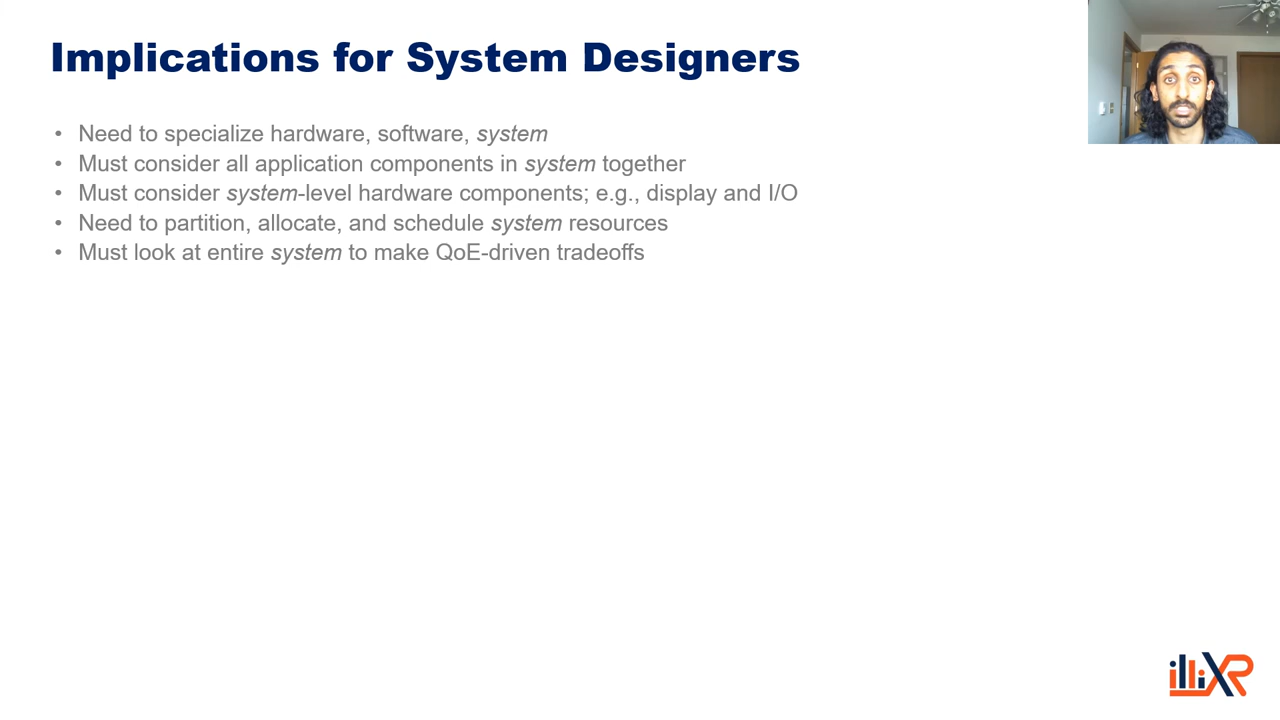 Implications for System Designers
• Need to specialize hardware, software, system
• Must consider all application components in system together
• Must consider system-level hardware components; e.g., display and I/O
• Need to partition, allocate, and schedule system resources
• Must look at entire system to make QoE-driven tradeoffs
illiXR